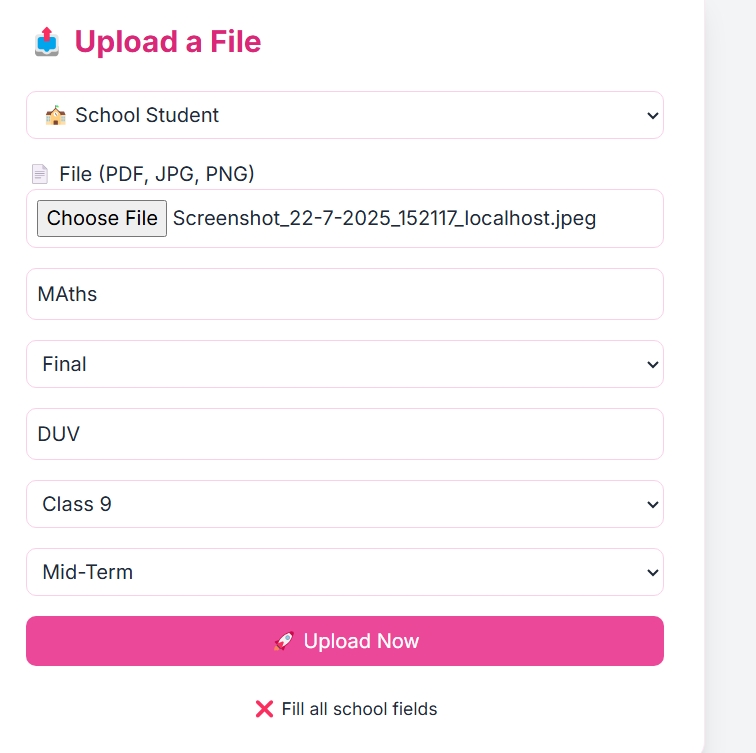 📤 Upload a File
🏫 School Student
📄 File (PDF, JPG, PNG)
Choose File Screenshot_22-7-2025_152117_localhost.jpeg
MAths
Final
DUV
Class 9
Mid-Term
🚀 Upload Now
❌ Fill all school fields